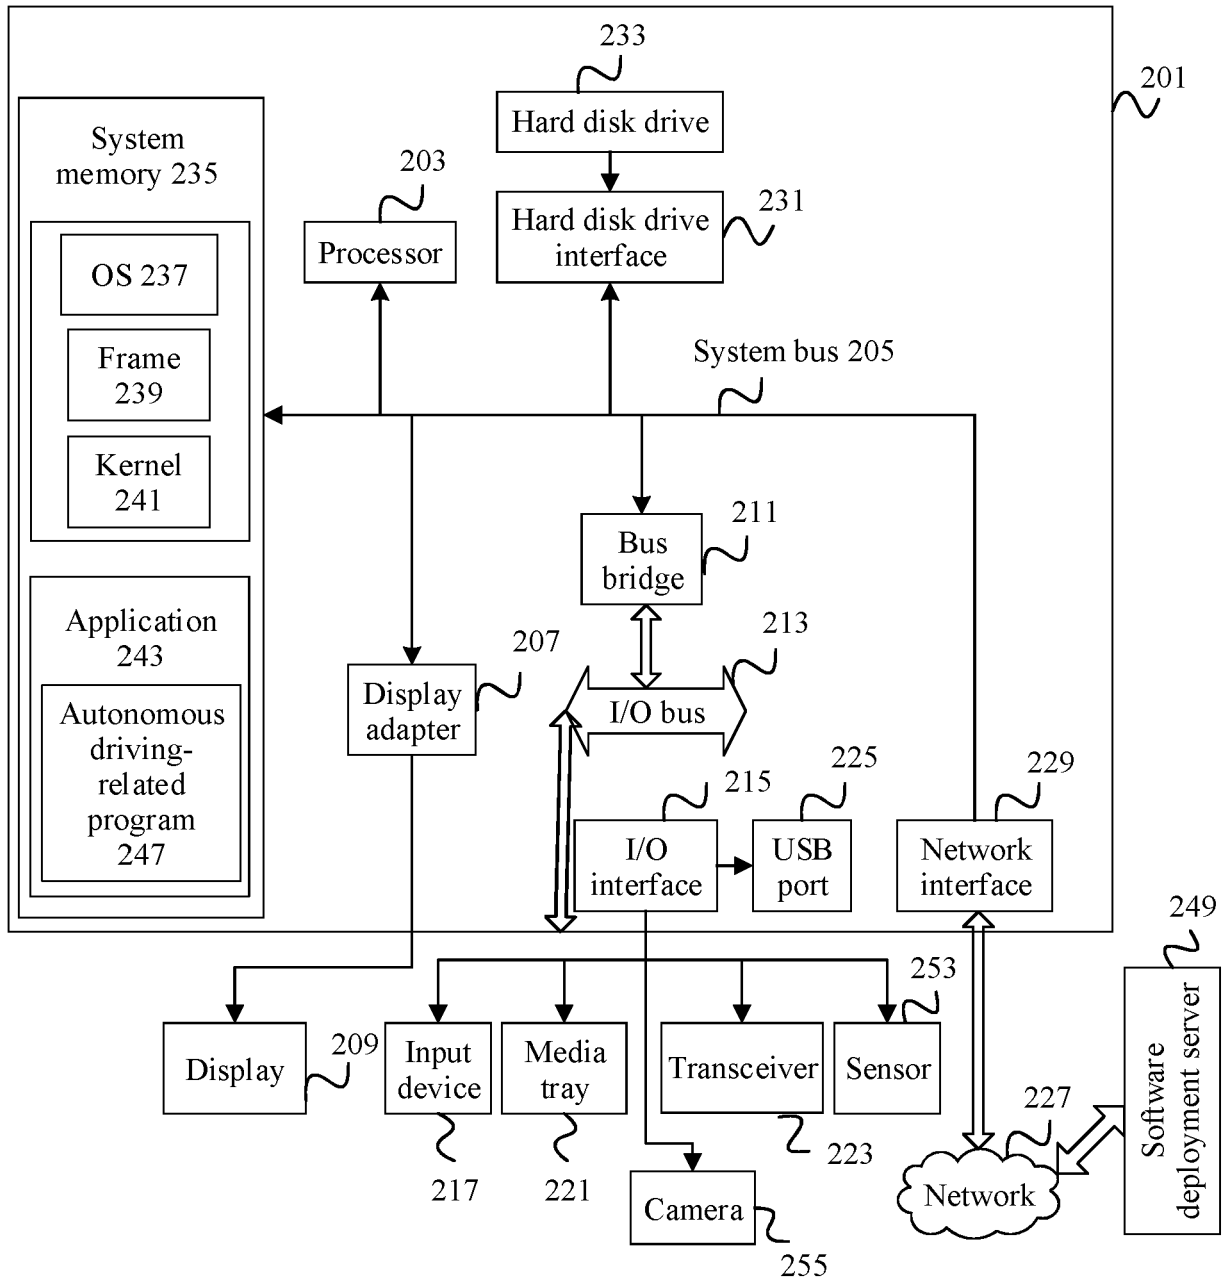 233
201
Hard disk drive
System
memory 235
203
231
Hard disk drive
interface
Processor
OS 237
Frame
239
System bus 205
Kernel
241
211
Bus
bridge
Application
243
207
213
Display
adapter
I/O bus
Autonomous
driving-
related
program
247
215
225
229
I/O
interface
USB
port
Network
interface
249
253
Display
209
Input
device
Media
tray
Transceiver
Sensor
Software
deployment server
227
223
217
221
Camera
Network
255